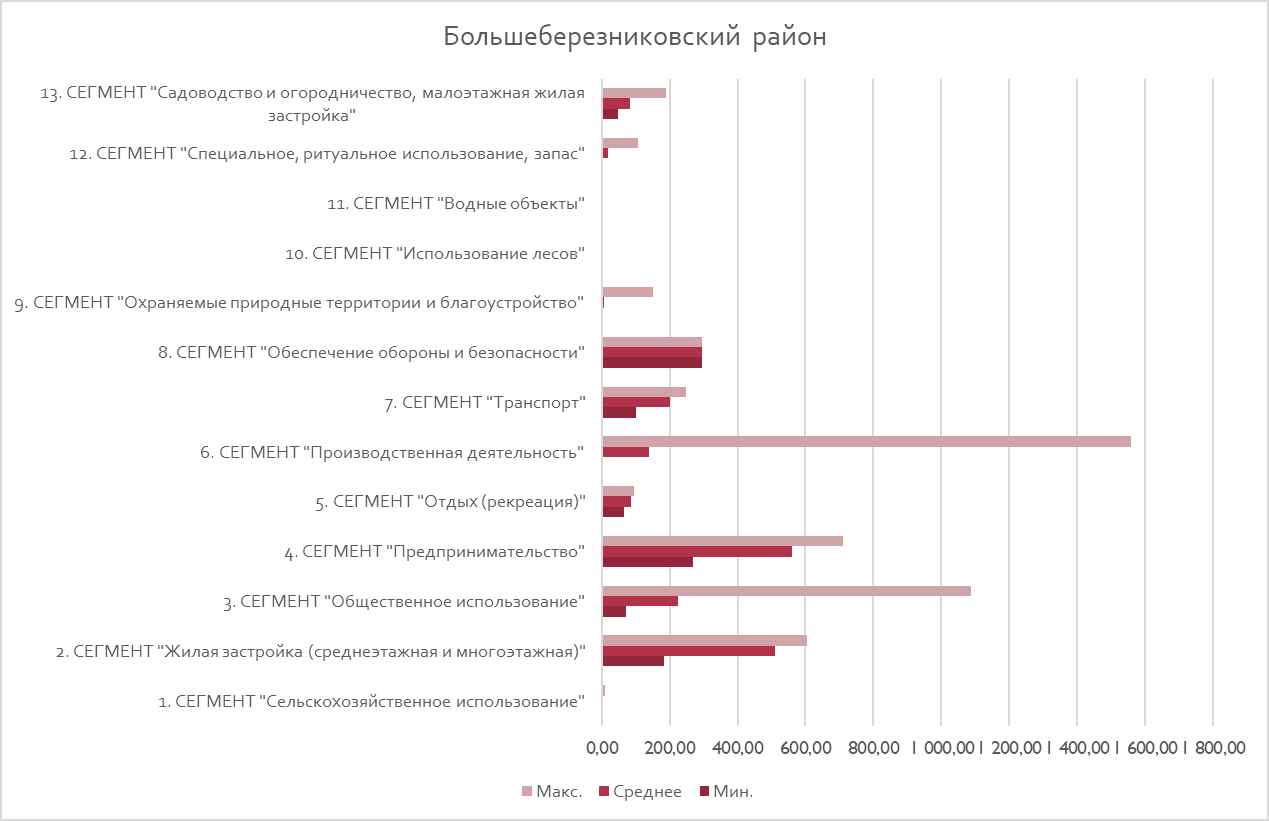 Большеберезниковский район
13. СЕГМЕНТ "Садоводство и огородничество, малоэтажная жилая
застройка"
12. СЕГМЕНТ "Специальное, ритуальное использование, запас"
11. СЕГМЕНТ "Водные объекты"
10. СЕГМЕНТ "Использование лесов"
9. СЕГМЕНТ "Охраняемые природные территории и благоустройство"
8. СЕГМЕНТ "Обеспечение обороны и безопасности"
7. СЕГМЕНТ "Транспорт"
6. СЕГМЕНТ "Производственная деятельность"
5. СЕГМЕНТ "Отдых (рекреация)"
4. СЕГМЕНТ "Предпринимательство"
3. СЕГМЕНТ "Общественное использование"
2. СЕГМЕНТ "Жилая застройка (среднеэтажная и многоэтажная)"
1. СЕГМЕНТ "Сельскохозяйственное использование"
0,00 200,00 400,00 600,00 800,00 1 000,00 1 200,00 1 400,00 1 600,00 1 800,00
Макс. Среднее Мин.